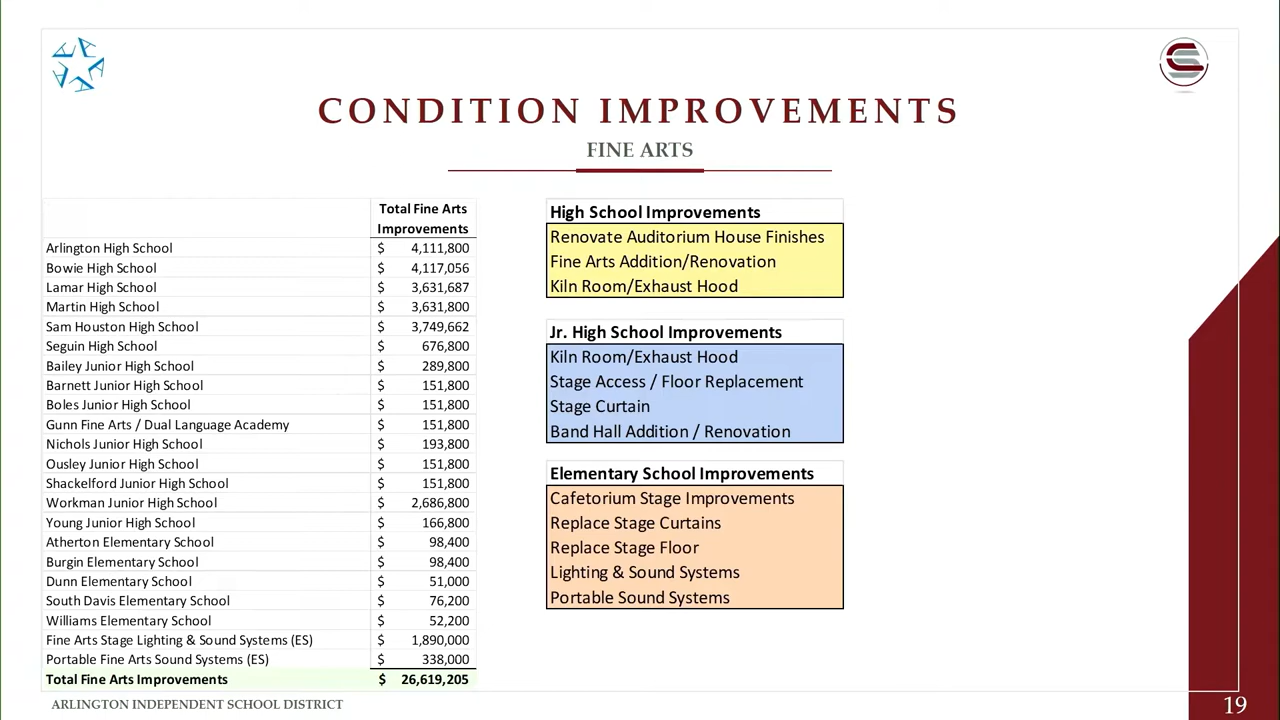 CONDITION IMPROVEMENTS
FINE ARTS
Total Fine Arts
Improvements
Arlington High School $ 4,111,800
Bowie High School $ 4,117,056
Lamar High School $ 3,631,687
Martin High School $ 3,631,800
Sam Houston High School $ 3,749,662
Seguin High School $ 676,800
Bailey Junior High School $ 289,800
Barnett Junior High School $ 151,800
Boles Junior High School $ 151,800
Gunn Fine Arts / Dual Language Academy $ 151,800
Nichols Junior High School $ 193,800
Ousley Junior High School $ 151,800
Shackelford Junior High School $ 151,800
Workman Junior High School $ 2,686,800
Young Junior High School $ 166,800
Atherton Elementary School $ 98,400
Burgin Elementary School $ 98,400
Dunn Elementary School $ 51,000
South Davis Elementary School $ 76,200
Williams Elementary School $ 52,200
Fine Arts Stage Lighting & Sound Systems (ES) $ 1,890,000
Portable Fine Arts Sound Systems (ES) $ 338,000
Total Fine Arts Improvements $ 26,619,205
High School Improvements
Renovate Auditorium House Finishes
Fine Arts Addition/Renovation
Kiln Room/Exhaust Hood
Jr. High School Improvements
Kiln Room/Exhaust Hood
Stage Access / Floor Replacement
Stage Curtain
Band Hall Addition / Renovation
Elementary School Improvements
Cafetorium Stage Improvements
Replace Stage Curtains
Replace Stage Floor
Lighting & Sound Systems
Portable Sound Systems
ARLINGTON INDEPENDENT SCHOOL DISTRICT
19